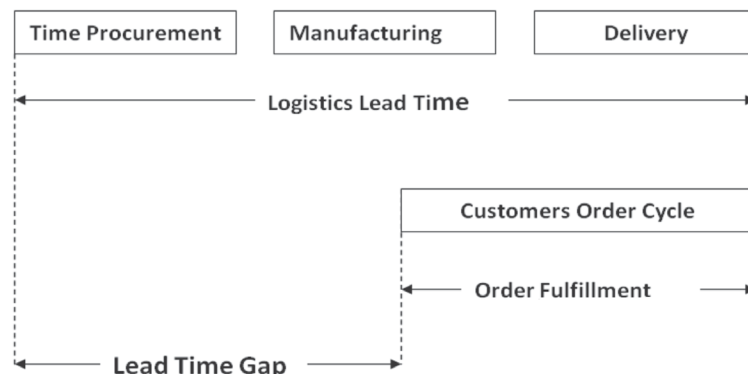 Time Procurement
Manufacturing
Delivery
Logistics Lead Time
Customers Order Cycle
Order Fulfillment
Lead Time Gap